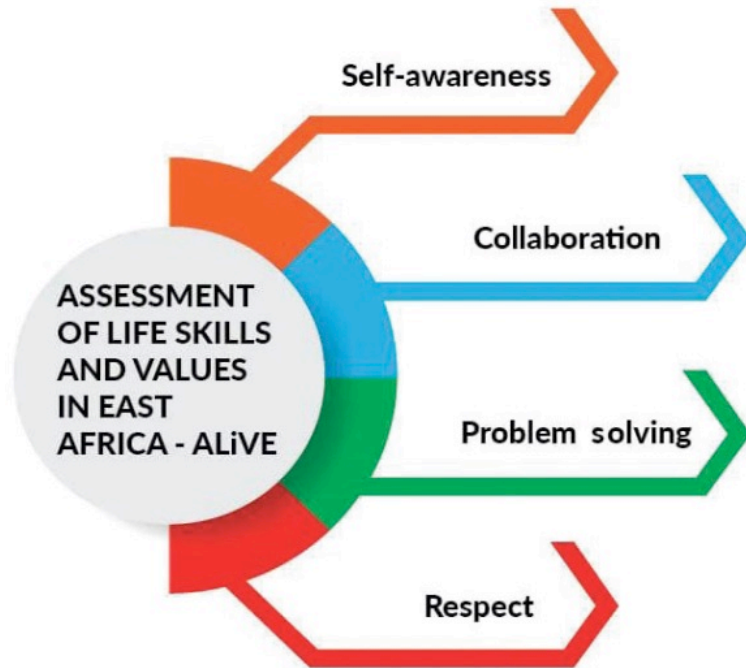 Self-awareness
Collaboration
ASSESSMENT
OF LIFE SKILLS
AND VALUES
IN EAST
AFRICA - ALiVE
Problem solving
Respect